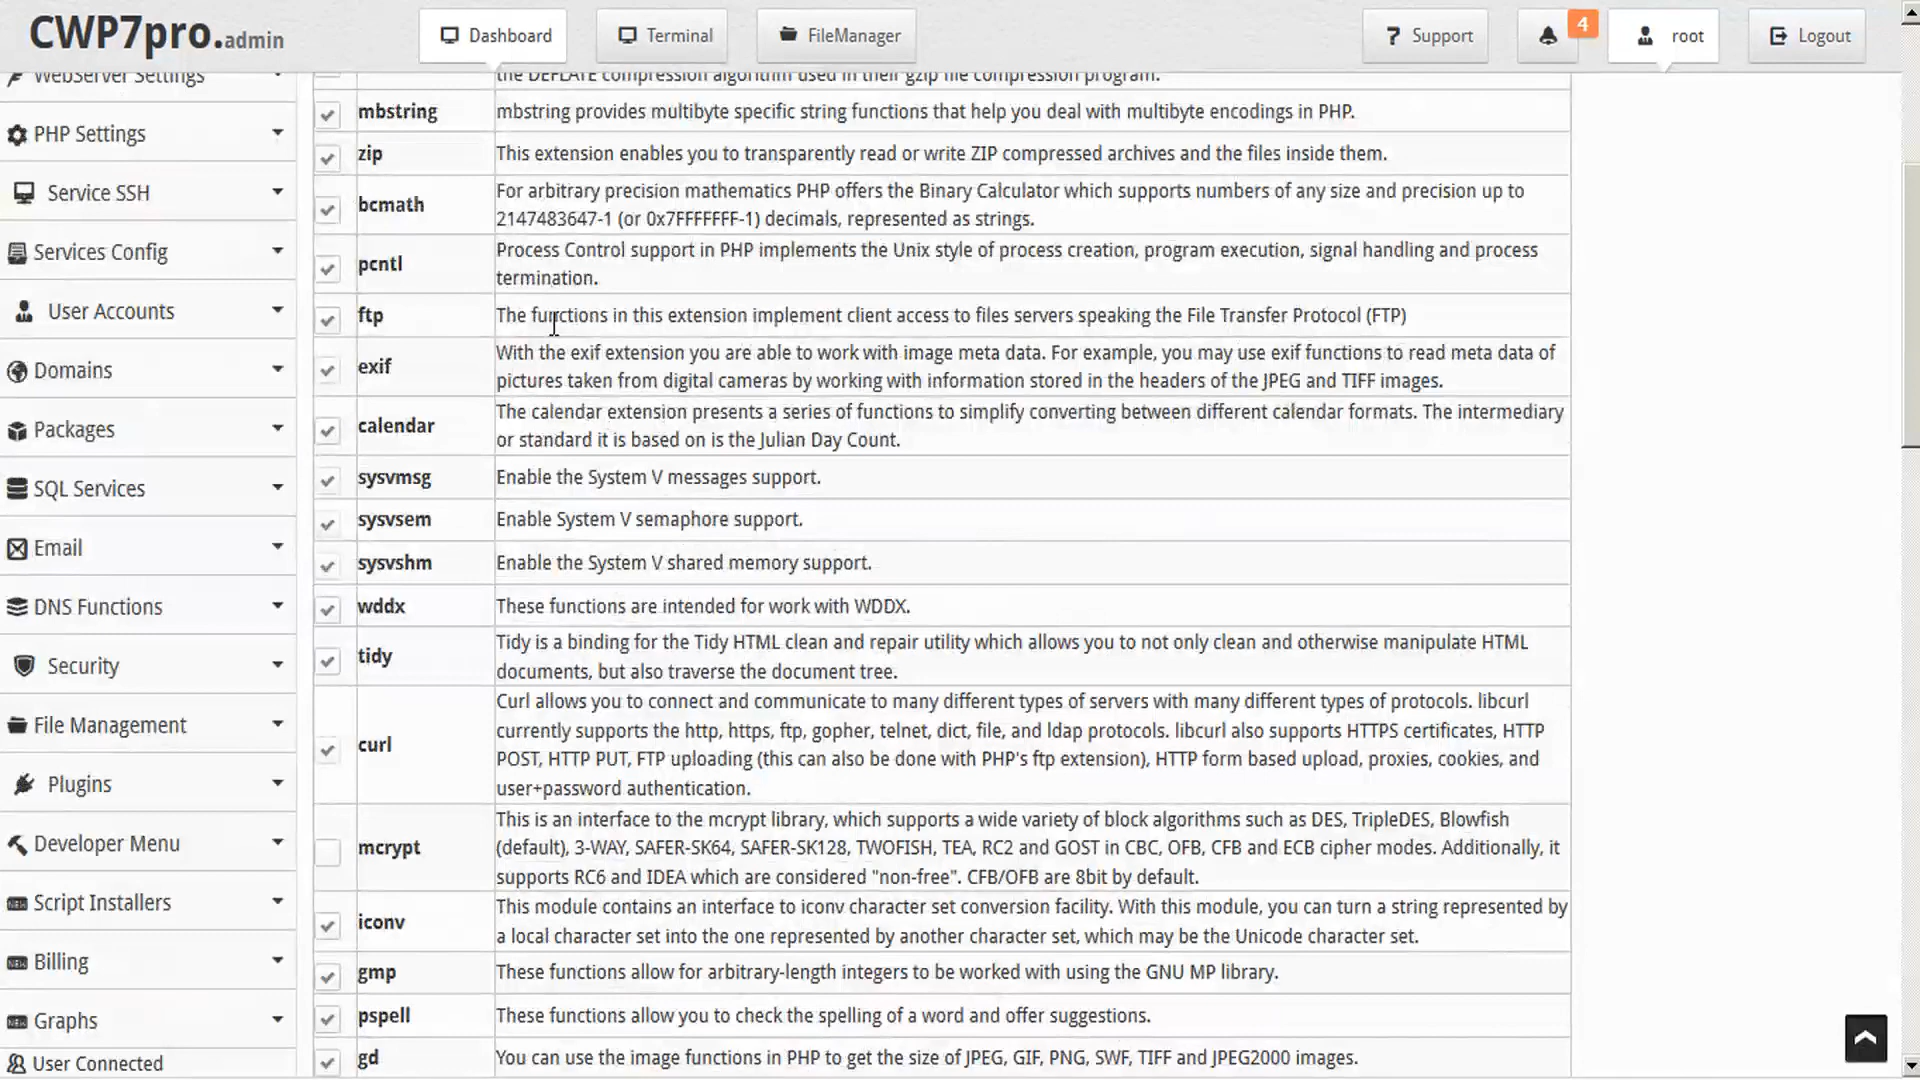 CWP7pro.admin
Dashboard
Terminal
FileManager
? Support
4
root
Logout
WebServer Settings
PHP Settings
Service SSH
Services Config
User Accounts
Domains
Packages
SQL Services
Email
DNS Functions
Security
File Management
Plugins
Developer Menu
NEW Script Installers
NEW Billing
NEW Graphs
User Connected
the DEFLATE compression algorithm used in their gzip file compression program.
mbstring
mbstring provides multibyte specific string functions that help you deal with multibyte encodings in PHP.
zip
This extension enables you to transparently read or write ZIP compressed archives and the files inside them.
bcmath
For arbitrary precision mathematics PHP offers the Binary Calculator which supports numbers of any size and precision up to
2147483647-1 (or 0x7FFFFFFF-1) decimals, represented as strings.
pcntl
Process Control support in PHP implements the Unix style of process creation, program execution, signal handling and process
termination.
ftp
The functions in this extension implement client access to files servers speaking the File Transfer Protocol (FTP)
exif
With the exif extension you are able to work with image meta data. For example, you may use exif functions to read meta data of
pictures taken from digital cameras by working with information stored in the headers of the JPEG and TIFF images.
calendar
The calendar extension presents a series of functions to simplify converting between different calendar formats. The intermediary
or standard it is based on is the Julian Day Count.
sysvmsg
Enable the System V messages support.
sysvsem
Enable System V semaphore support.
sysvshm
Enable the System V shared memory support.
wddx
These functions are intended for work with WDDX.
tidy
Tidy is a binding for the Tidy HTML clean and repair utility which allows you to not only clean and otherwise manipulate HTML
documents, but also traverse the document tree.
curl
Curl allows you to connect and communicate to many different types of servers with many different types of protocols. libcurl
currently supports the http, https, ftp, gopher, telnet, dict, file, and ldap protocols. libcurl also supports HTTPS certificates, HTTP
POST, HTTP PUT, FTP uploading (this can also be done with PHP's ftp extension), HTTP form based upload, proxies, cookies, and
user+password authentication.
mcrypt
This is an interface to the mcrypt library, which supports a wide variety of block algorithms such as DES, TripleDES, Blowfish
(default), 3-WAY, SAFER-SK64, SAFER-SK128, TWOFISH, TEA, RC2 and GOST in CBC, OFB, CFB and ECB cipher modes. Additionally, it
supports RC6 and IDEA which are considered "non-free". CFB/OFB are 8bit by default.
iconv
This module contains an interface to iconv character set conversion facility. With this module, you can turn a string represented by
a local character set into the one represented by another character set, which may be the Unicode character set.
gmp
These functions allow for arbitrary-length integers to be worked with using the GNU MP library.
pspell
These functions allow you to check the spelling of a word and offer suggestions.
gd
You can use the image functions in PHP to get the size of JPEG, GIF, PNG, SWF, TIFF and JPEG2000 images.